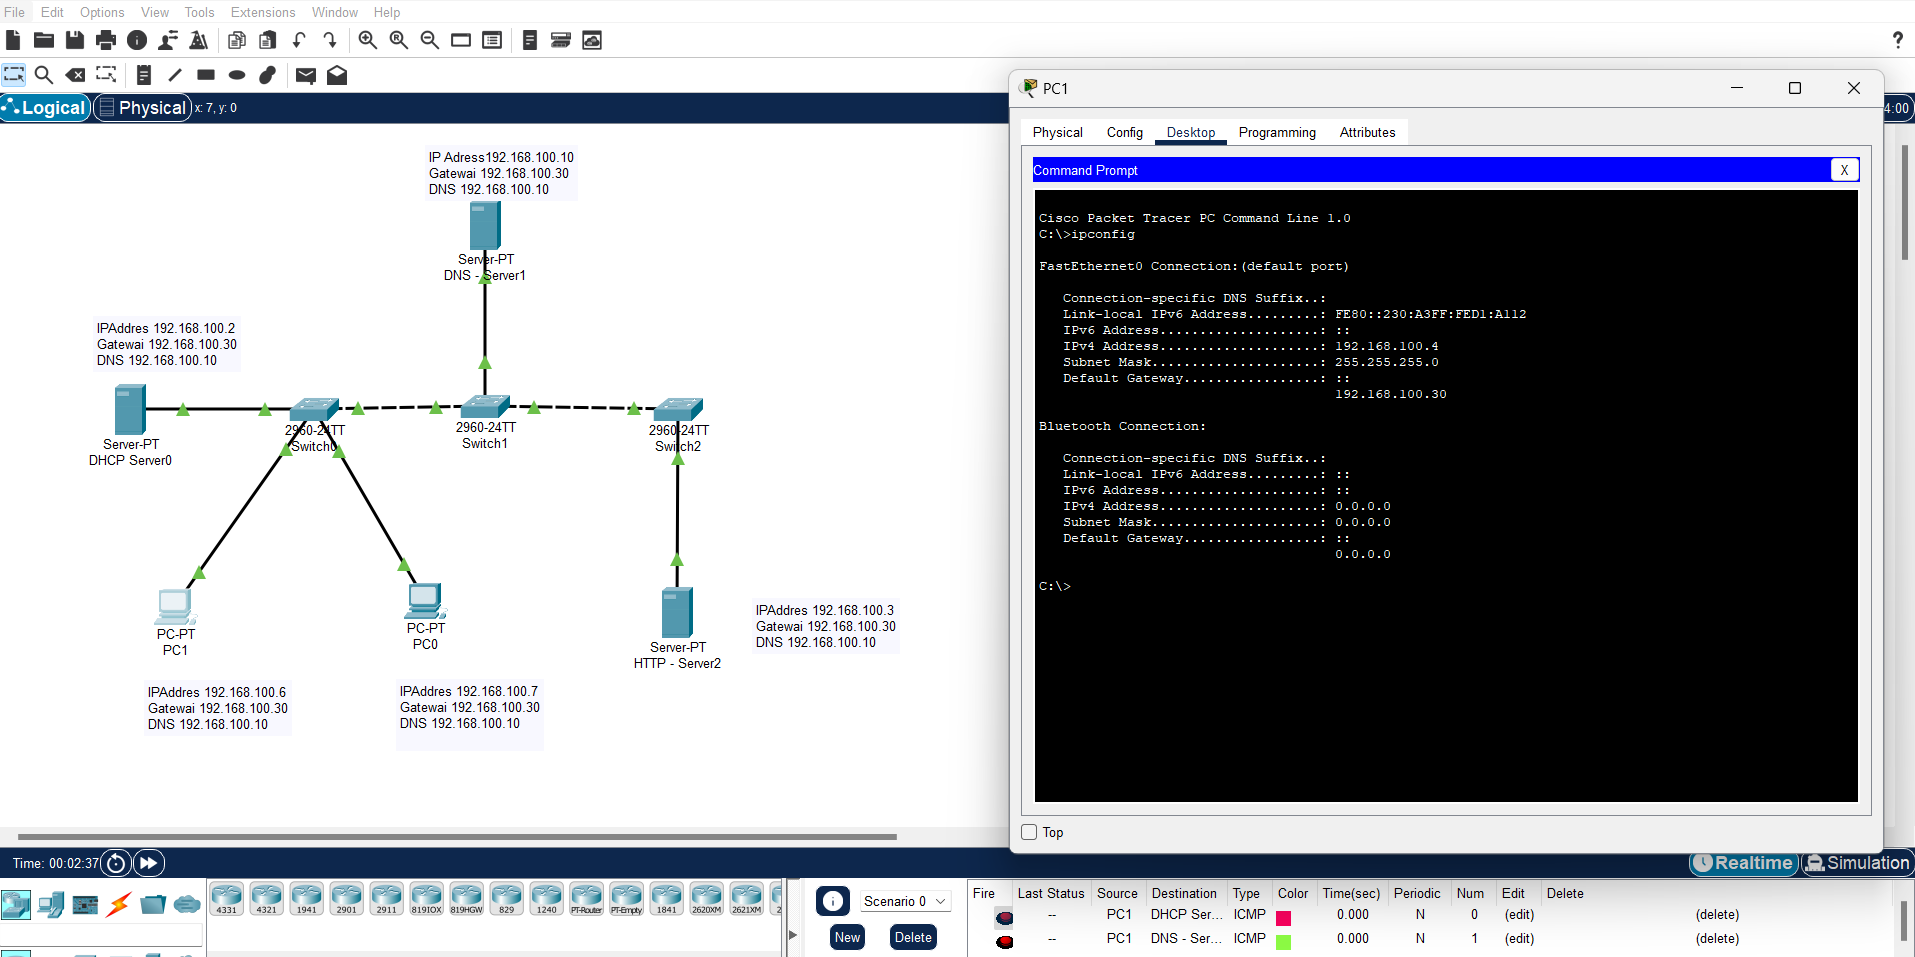 File Edit Options View Tools Extensions Window Help
?
Logical Physical x: 7, y: 0
4:00
IP Adress192.168.100.10
Gatewai 192.168.100.30
DNS 192.168.100.10
Server-PT
DNS - Server1
IPAddres 192.168.100.2
Gatewai 192.168.100.30
DNS 192.168.100.10
Server-PT
DHCP Server0
2960-24TT
Switch0
2960-24TT
Switch1
2960-24TT
Switch2
PC-PT
PC1
PC-PT
PC0
Server-PT
HTTP - Server2
IPAddres 192.168.100.3
Gatewai 192.168.100.30
DNS 192.168.100.10
IPAddres 192.168.100.6
Gatewai 192.168.100.30
DNS 192.168.100.10
IPAddres 192.168.100.7
Gatewai 192.168.100.30
DNS 192.168.100.10
PC1
Physical Config Desktop Programming Attributes
Command Prompt X
Cisco Packet Tracer PC Command Line 1.0
C:\>ipconfig
FastEthernet0 Connection:(default port)
Connection-specific DNS Suffix..:
Link-local IPv6 Address.........: FE80::230:A3FF:FED1:A112
IPv6 Address....................: ::
IPv4 Address....................: 192.168.100.4
Subnet Mask.....................: 255.255.255.0
Default Gateway.................: ::
192.168.100.30
Bluetooth Connection:
Connection-specific DNS Suffix..:
Link-local IPv6 Address.........: ::
IPv6 Address....................: ::
IPv4 Address....................: 0.0.0.0
Subnet Mask.....................: 0.0.0.0
Default Gateway.................: ::
0.0.0.0
C:\>
Top
Time: 00:02:37
Realtime Simulation
4331 4321 1941 2901 2911 819IOX 819HGW 829 1240 PT-Router PT-Empty 1841 2620XM 2621XM 2
Scenario 0
New Delete
Fire Last Status Source Destination Type Color Time(sec) Periodic Num Edit Delete
-- PC1 DHCP Ser... ICMP 0.000 N 0 (edit) (delete)
-- PC1 DNS - Ser... ICMP 0.000 N 1 (edit) (delete)